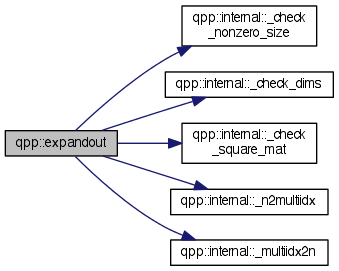 qpp::internal::_check
_nonzero_size
qpp::internal::_check_dims
qpp::expandout
qpp::internal::_check
_square_mat
qpp::internal::_n2multiidx
qpp::internal::_multiidx2n